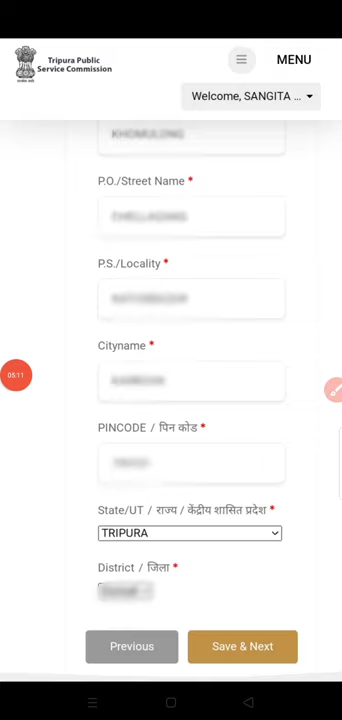 Tripura Public
Service Commission
MENU
Welcome, SANGITA ...
P.O./Street Name *
P.S./Locality *
05:11
Cityname *
PINCODE / पिन कोड *
State/UT / राज्य / केंद्रीय शासित प्रदेश *
TRIPURA
District / जिला *
Previous
Save & Next